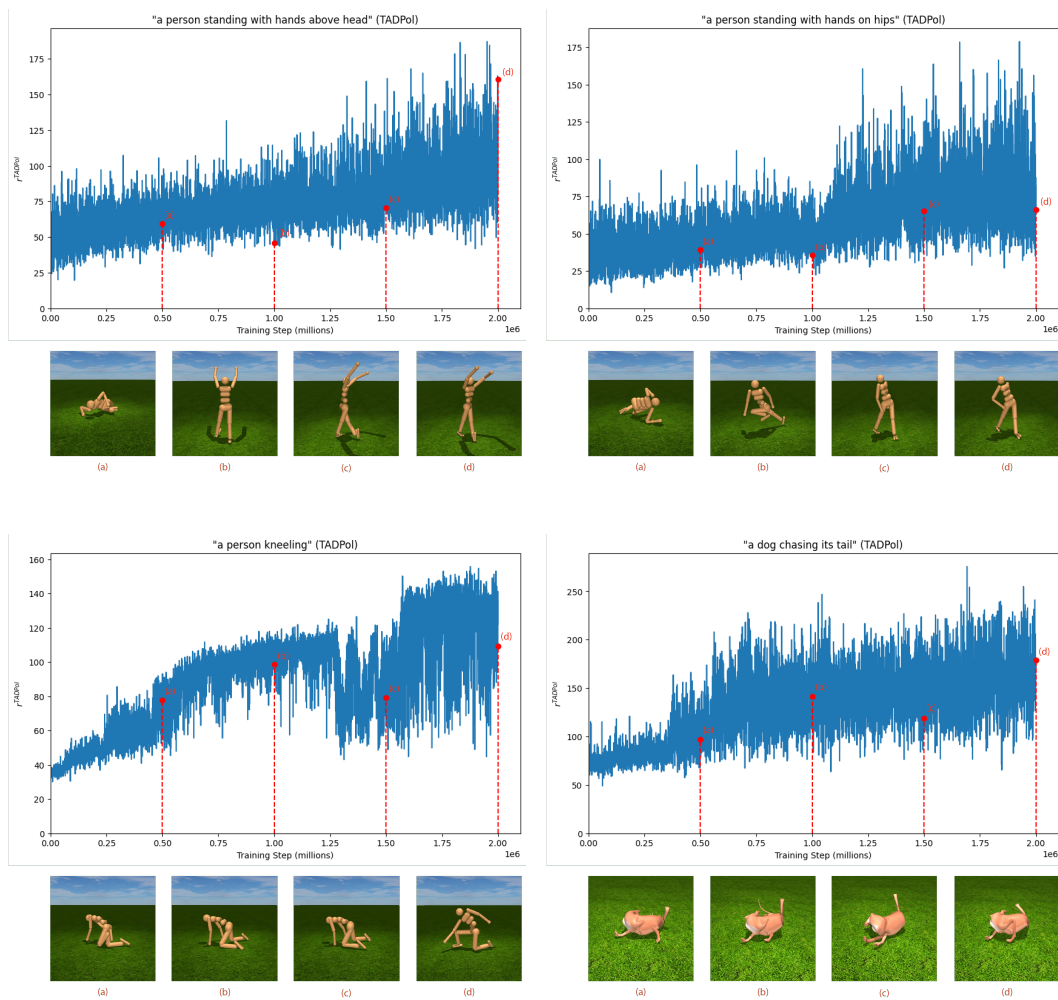 "a person standing with hands above head" (TADPol)
r^TADPol
175
150
125
100
75
50
25
0
(d)
0.00 0.25 0.50 0.75 1.00 1.25 1.50 1.75 2.00
1e6
Training Step (millions)
(a) (b) (c) (d)
"a person standing with hands on hips" (TADPol)
r^TADPol
175
150
125
100
75
50
25
0
(d)
0.00 0.25 0.50 0.75 1.00 1.25 1.50 1.75 2.00
1e6
Training Step (millions)
(a) (b) (c) (d)
"a person kneeling" (TADPol)
r^TADPol
160
140
120
100
80
60
40
20
0
(d)
0.00 0.25 0.50 0.75 1.00 1.25 1.50 1.75 2.00
1e6
Training Step (millions)
(a) (b) (c) (d)
"a dog chasing its tail" (TADPol)
r^TADPol
250
200
150
100
50
0
(d)
0.00 0.25 0.50 0.75 1.00 1.25 1.50 1.75 2.00
1e6
Training Step (millions)
(a) (b) (c) (d)